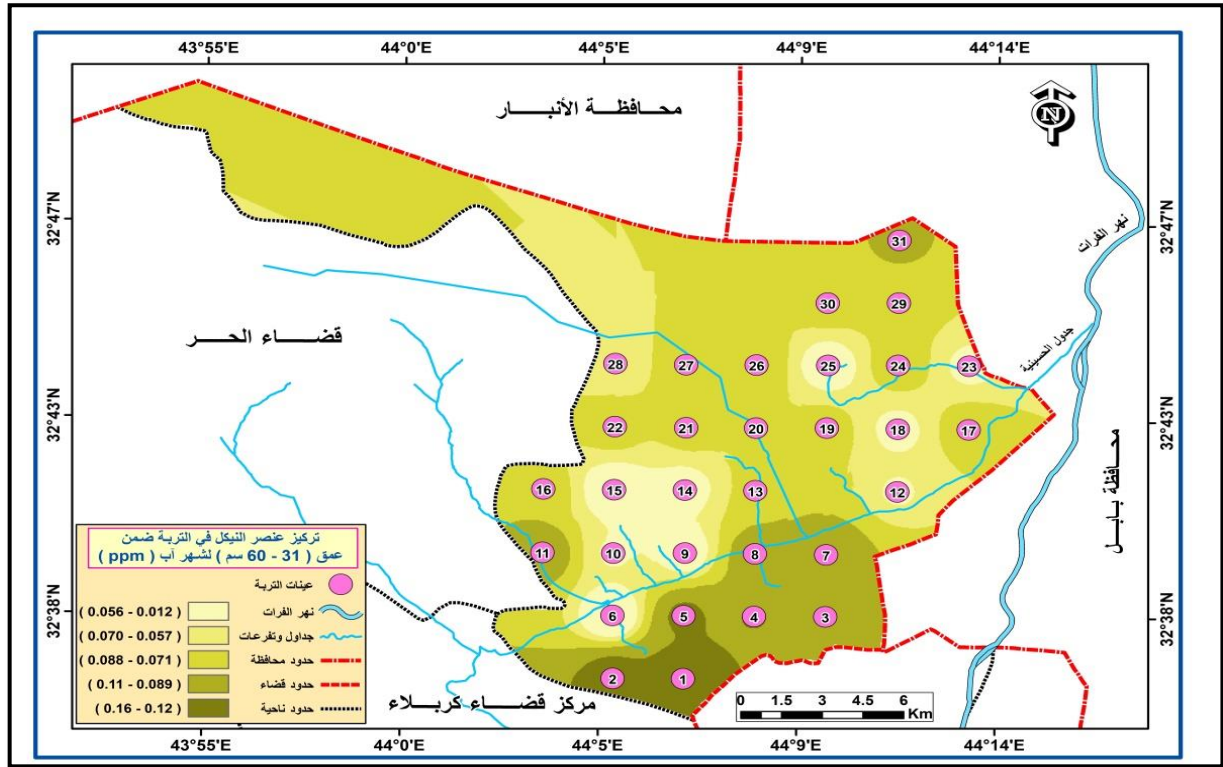 43°55'E 44°0'E 44°5'E 44°9'E 44°14'E
محافظة الأنبار
N
32°47'N
32°47'N
نهر الفرات
31
30 29
قضاء الحر
جدول الحسينية
28 27 26 25 24 23
32°43'N
32°43'N
22 21 20 19 18 17
محافظة بابل
16 15 14 13 12
11 10 9 8 7
32°38'N
32°38'N
6 5 4 3
2 1
مركز قضاء كربلاء
تركيز عنصر النيكل في التربة ضمن
عمق ( 31 - 60 سم ) لشهر آب ( ppm )
عينات التربة
نهر الفرات
جداول وتفرعات
حدود محافظة
حدود قضاء
حدود ناحية
( 0.056 - 0.012 )
( 0.070 - 0.057 )
( 0.088 - 0.071 )
( 0.11 - 0.089 )
( 0.16 - 0.12 )
0 1.5 3 6
Km
43°55'E 44°0'E 44°5'E 44°9'E 44°14'E